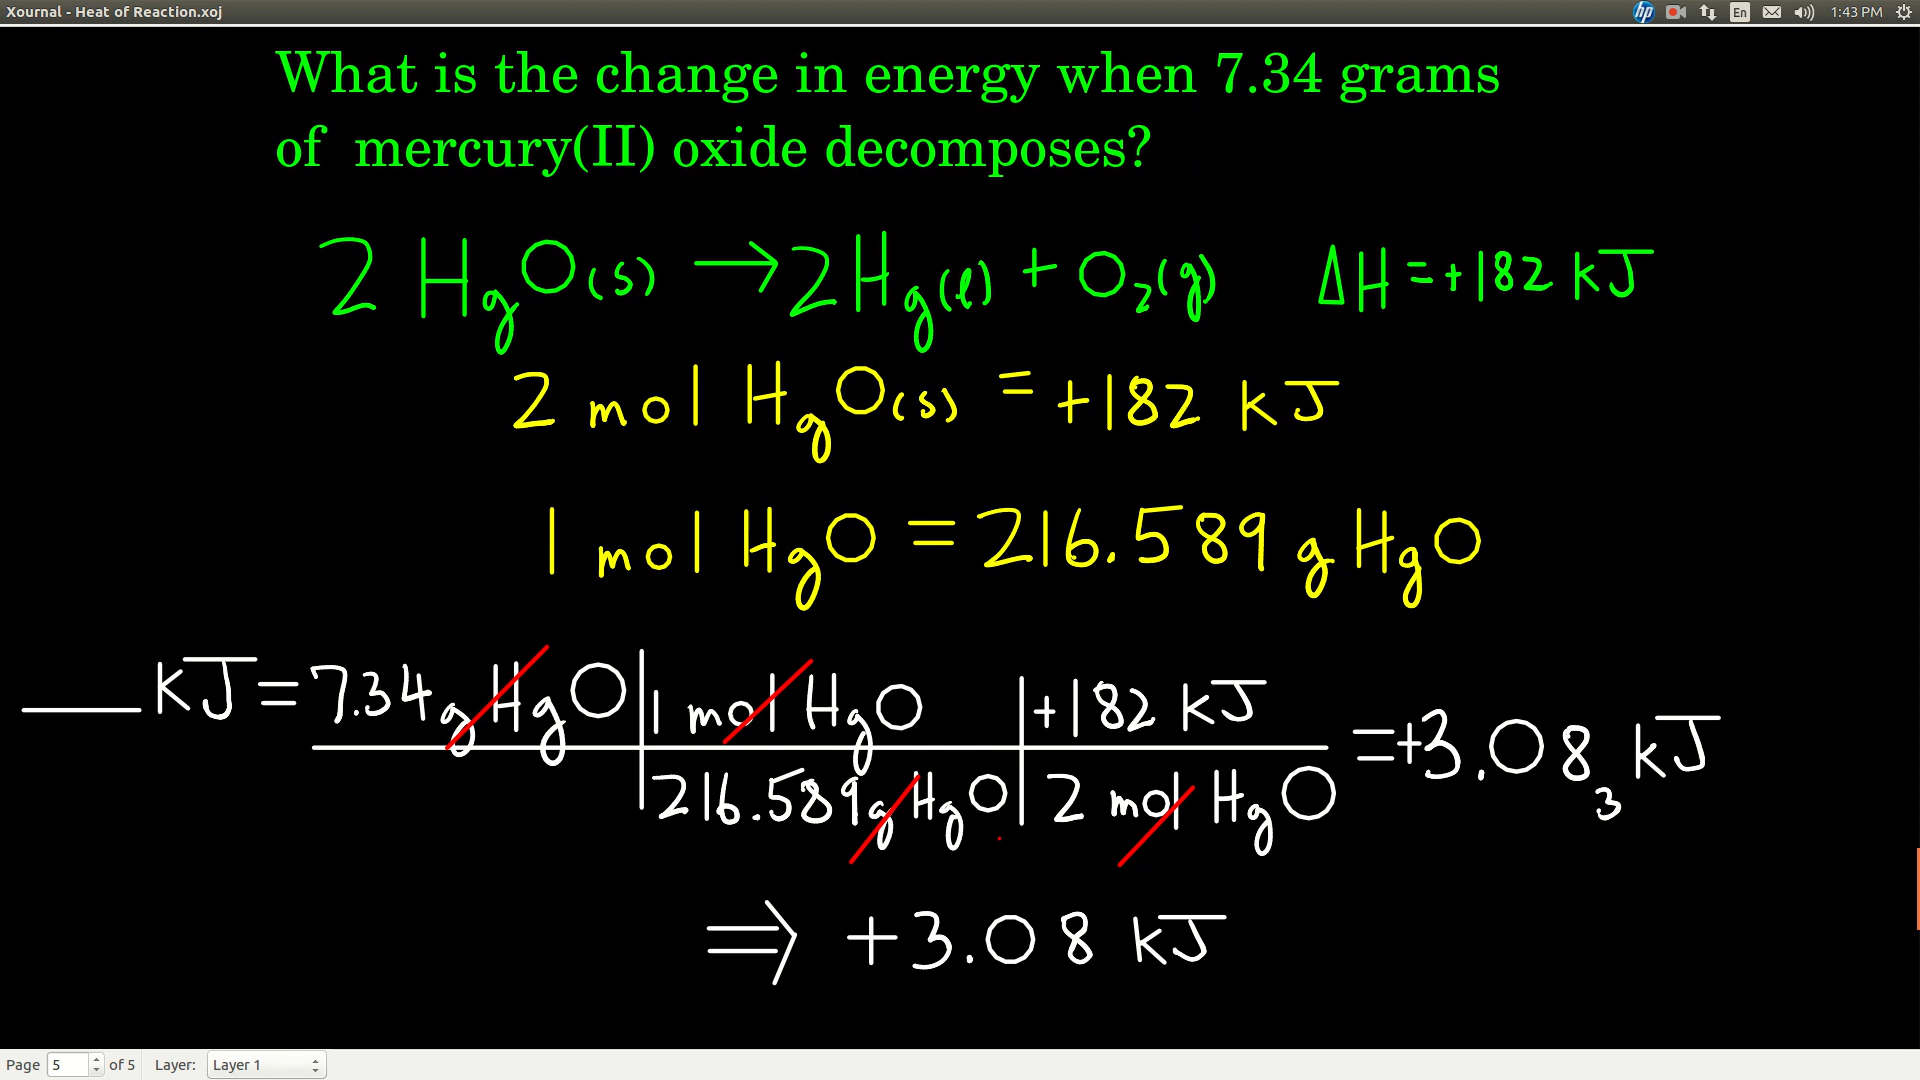 Xournal - Heat of Reaction.xoj
hp En 1:43 PM
What is the change in energy when 7.34 grams
of mercury(II) oxide decomposes?
2 HgO(s) → 2Hg(l) + O₂(g) ΔH = +182 kJ
2 mol HgO(s) = +182 kJ
1 mol HgO = 216.589 g HgO
___ kJ = 7.34 g HgO | 1 mol HgO | +182 kJ = +3.08₃ kJ
216.589 g HgO | 2 mol HgO
⇒ +3.08 kJ
Page 5 of 5 Layer: Layer 1